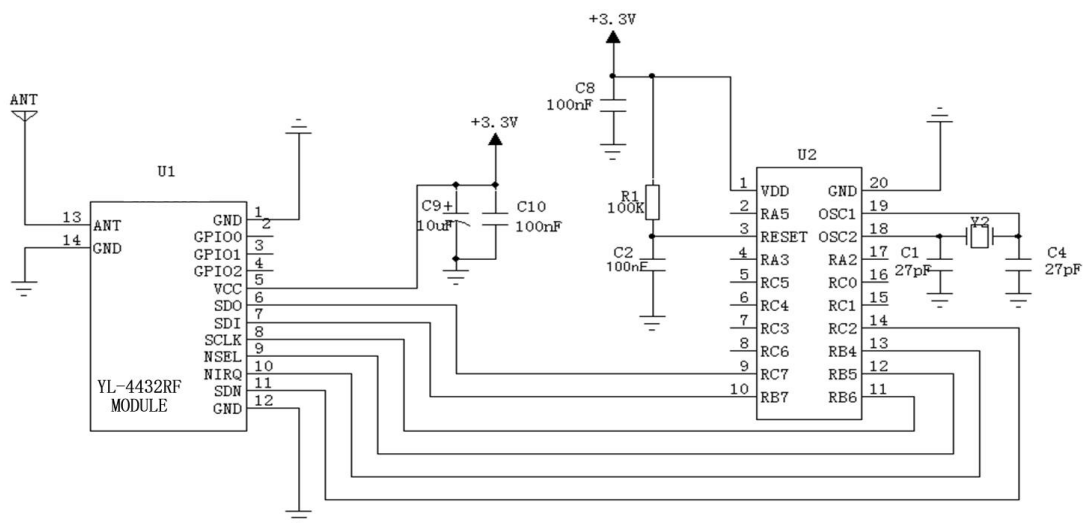 +3.3V
C8
100nF
ANT
+3.3V
U1
U2
1 VDD GND 20
2 RA5 OSC1 19
3 RESET OSC2 18
4 RA3 RA2 17
5 RC5 RC0 16
6 RC4 RC1 15
7 RC3 RC2 14
8 RC6 RB4 13
9 RC7 RB5 12
10 RB7 RB6 11
R1
100K
C2
100nF
Y2
C1
27pF
C4
27pF
C9+
10uF
C10
100nF
13 ANT
14 GND
GND 1
GPIO0 2
GPIO1 3
GPIO2 4
VCC 5
SDO 6
SDI 7
SCLK 8
NSEL 9
NIRQ 10
SDN 11
GND 12
YL-4432RF
MODULE